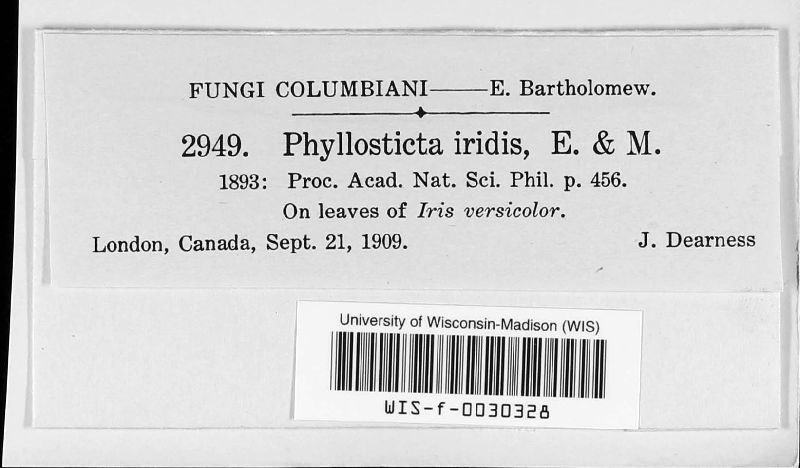 FUNGI COLUMBIANI——E. Bartholomew.
2949. Phyllosticta iridis, E. & M.
1893: Proc. Acad. Nat. Sci. Phil. p. 456.
On leaves of Iris versicolor.
London, Canada, Sept. 21, 1909. J. Dearness
University of Wisconsin-Madison (WIS)
WIS-f-0030328